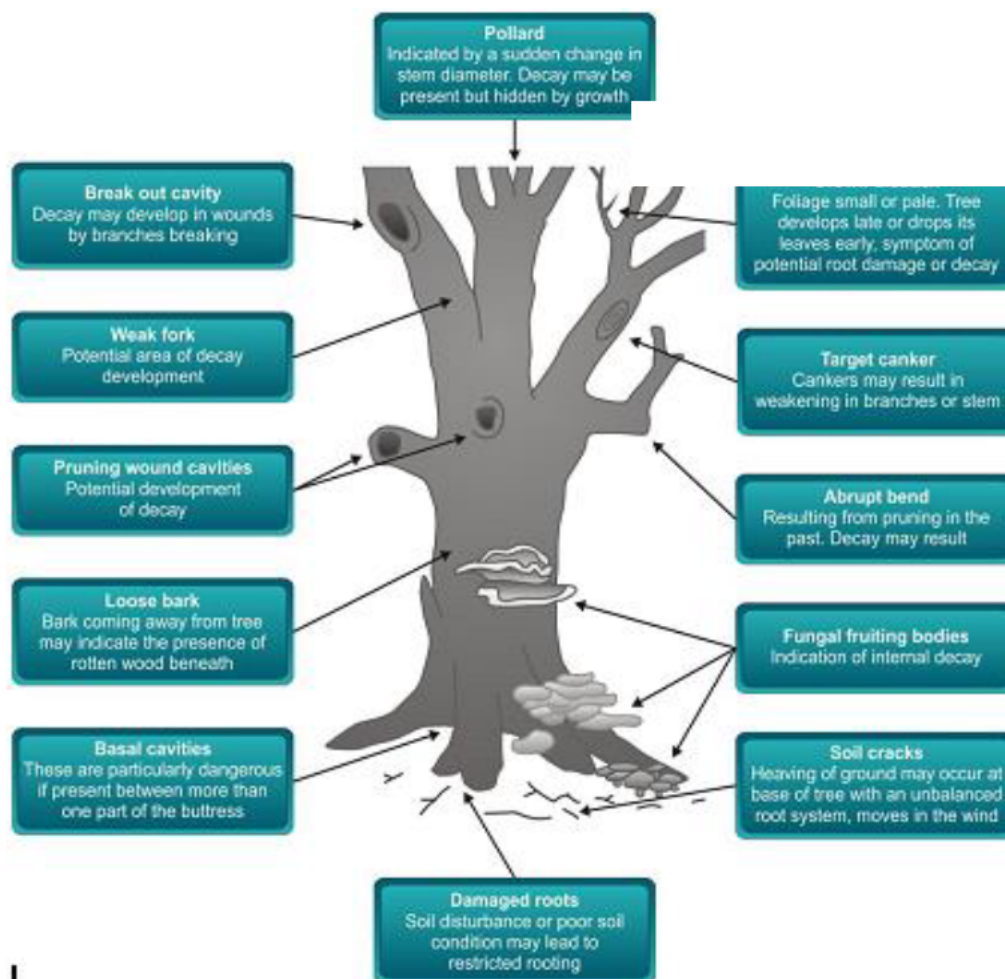 Pollard
Indicated by a sudden change in
stem diameter. Decay may be
present but hidden by growth
Break out cavity
Decay may develop in wounds
by branches breaking
Foliage small or pale. Tree
develops late or drops its
leaves early, symptom of
potential root damage or decay
Weak fork
Potential area of decay
development
Target canker
Cankers may result in
weakening in branches or stem
Pruning wound cavities
Potential development
of decay
Abrupt bend
Resulting from pruning in the
past. Decay may result
Loose bark
Bark coming away from tree
may indicate the presence of
rotten wood beneath
Fungal fruiting bodies
Indication of internal decay
Basal cavities
These are particularly dangerous
if present between more than
one part of the buttress
Soil cracks
Heaving of ground may occur at
base of tree with an unbalanced
root system, moves in the wind
Damaged roots
Soil disturbance or poor soil
condition may lead to
restricted rooting